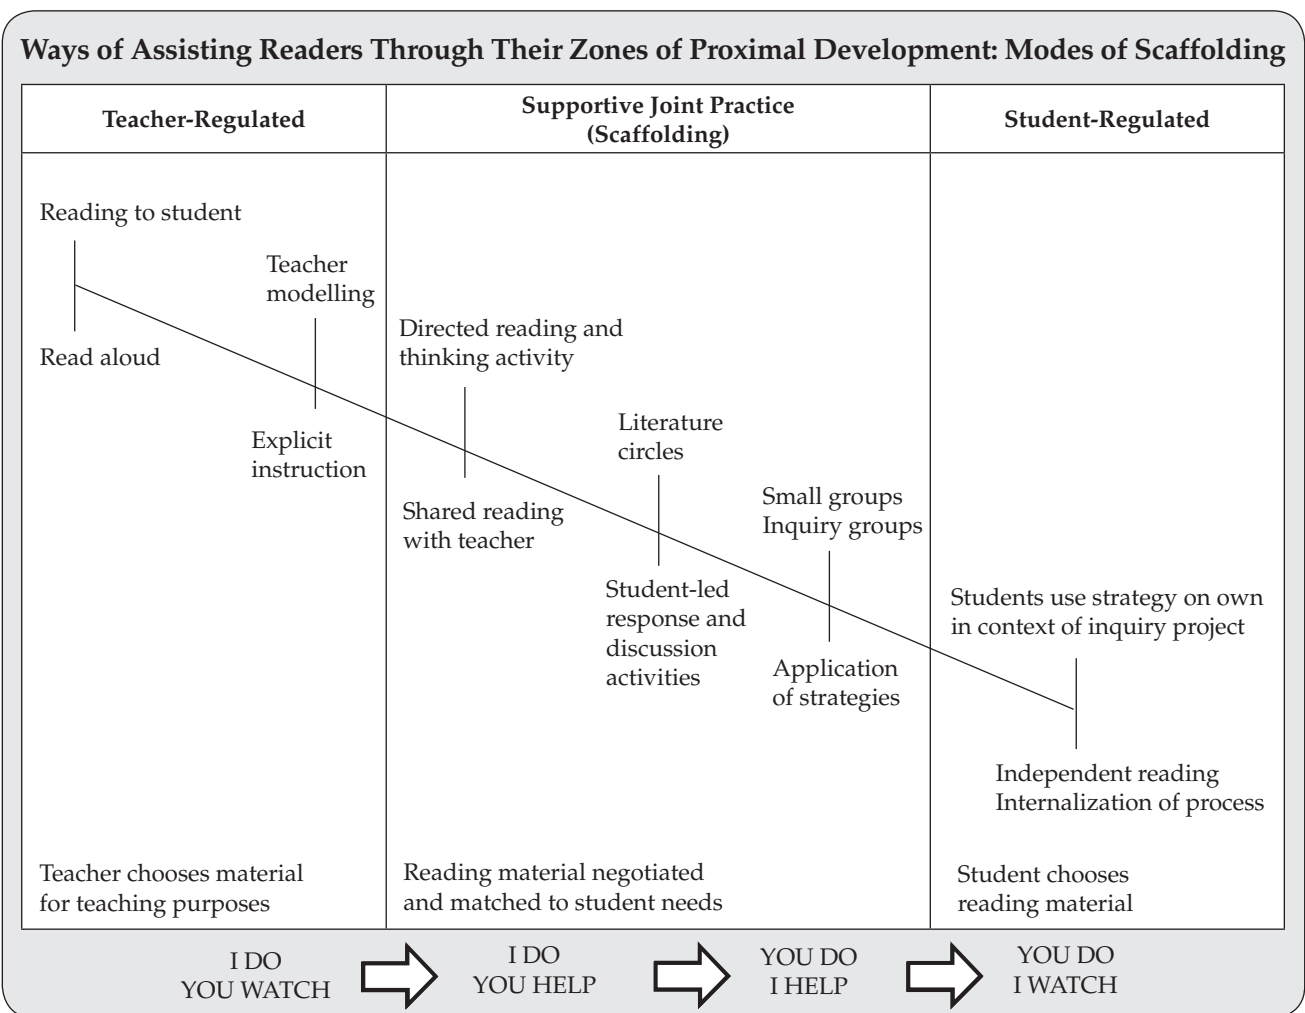 Ways of Assisting Readers Through Their Zones of Proximal Development: Modes of Scaffolding
Teacher-Regulated
Supportive Joint Practice
(Scaffolding)
Student-Regulated
Reading to student
Read aloud
Teacher
modelling
Explicit
instruction
Directed reading and
thinking activity
Shared reading
with teacher
Literature
circles
Student-led
response and
discussion
activities
Small groups
Inquiry groups
Application
of strategies
Students use strategy on own
in context of inquiry project
Independent reading
Internalization of process
Teacher chooses material
for teaching purposes
Reading material negotiated
and matched to student needs
Student chooses
reading material
I DO
YOU WATCH
I DO
YOU HELP
YOU DO
I HELP
YOU DO
I WATCH